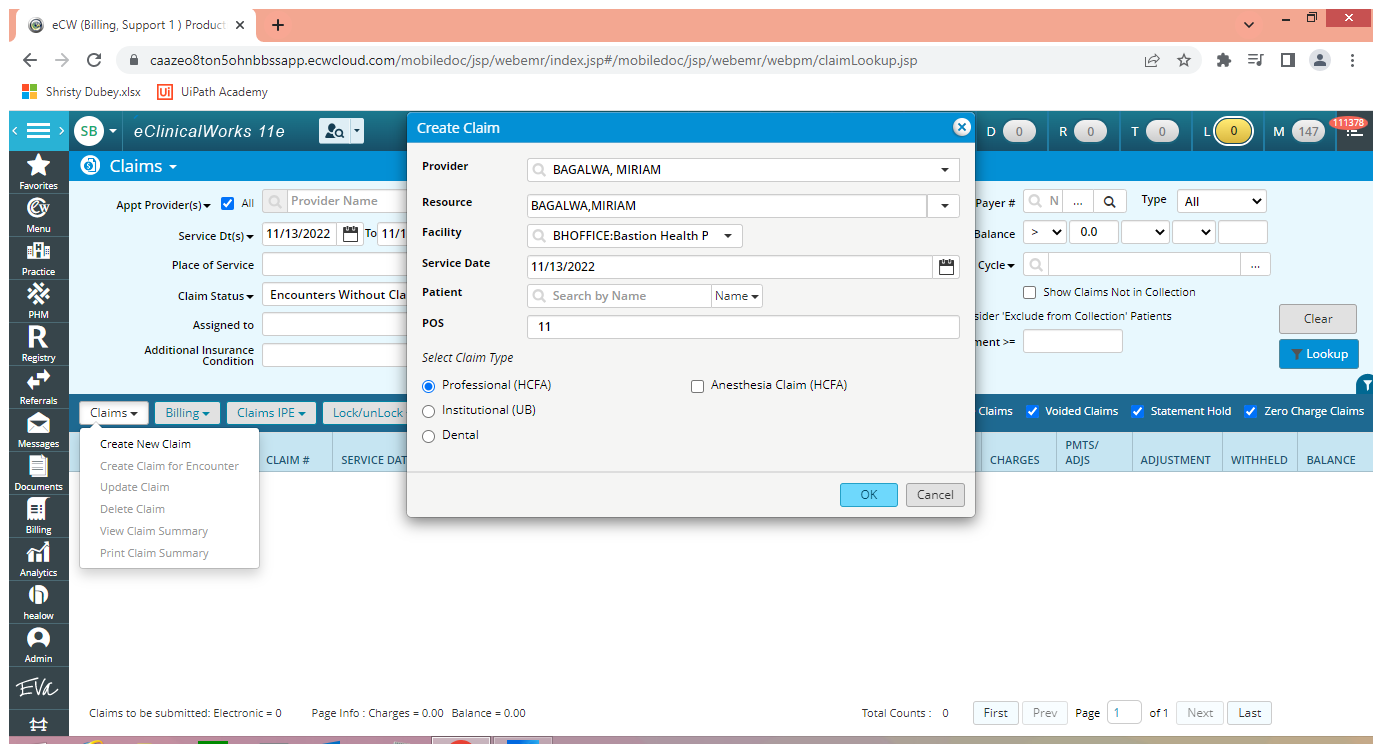 eCW (Billing, Support 1 ) Product
caazeo8ton5ohnbbssapp.ecwcloud.com/mobiledoc/jsp/webemr/index.jsp#/mobiledoc/jsp/webemr/webpm/claimLookup.jsp
Shristy Dubey.xlsx Ui UiPath Academy
SB eClinicalWorks 11e
D 0 R 0 T 0 L 0 M 147 111378
Favorites
Menu
Practice
PHM
R
Registry
Referrals
Messages
Documents
Billing
Analytics
healow
Admin
EVA
Claims
Appt Provider(s) All Provider Name
Service Dt(s) 11/13/2022 To 11/1
Place of Service
Claim Status Encounters Without Cla
Assigned to
Additional Insurance
Condition
Payer # N ... Type All
Balance > 0.0
Cycle ...
Show Claims Not in Collection
sider 'Exclude from Collection' Patients
ment >=
Clear
Lookup
Create Claim
Provider BAGALWA, MIRIAM
Resource BAGALWA,MIRIAM
Facility BHOFFICE:Bastion Health P
Service Date 11/13/2022
Patient Search by Name Name
POS 11
Select Claim Type
Professional (HCFA) Anesthesia Claim (HCFA)
Institutional (UB)
Dental
OK Cancel
Claims Billing Claims IPE Lock/unLock
Claims Voided Claims Statement Hold Zero Charge Claims
Create New Claim
Create Claim for Encounter
Update Claim
Delete Claim
View Claim Summary
Print Claim Summary
CLAIM # SERVICE DAT
CHARGES PMTS/
ADJS ADJUSTMENT WITHHELD BALANCE
Claims to be submitted: Electronic = 0 Page Info : Charges = 0.00 Balance = 0.00
Total Counts : 0 First Prev Page 1 of 1 Next Last